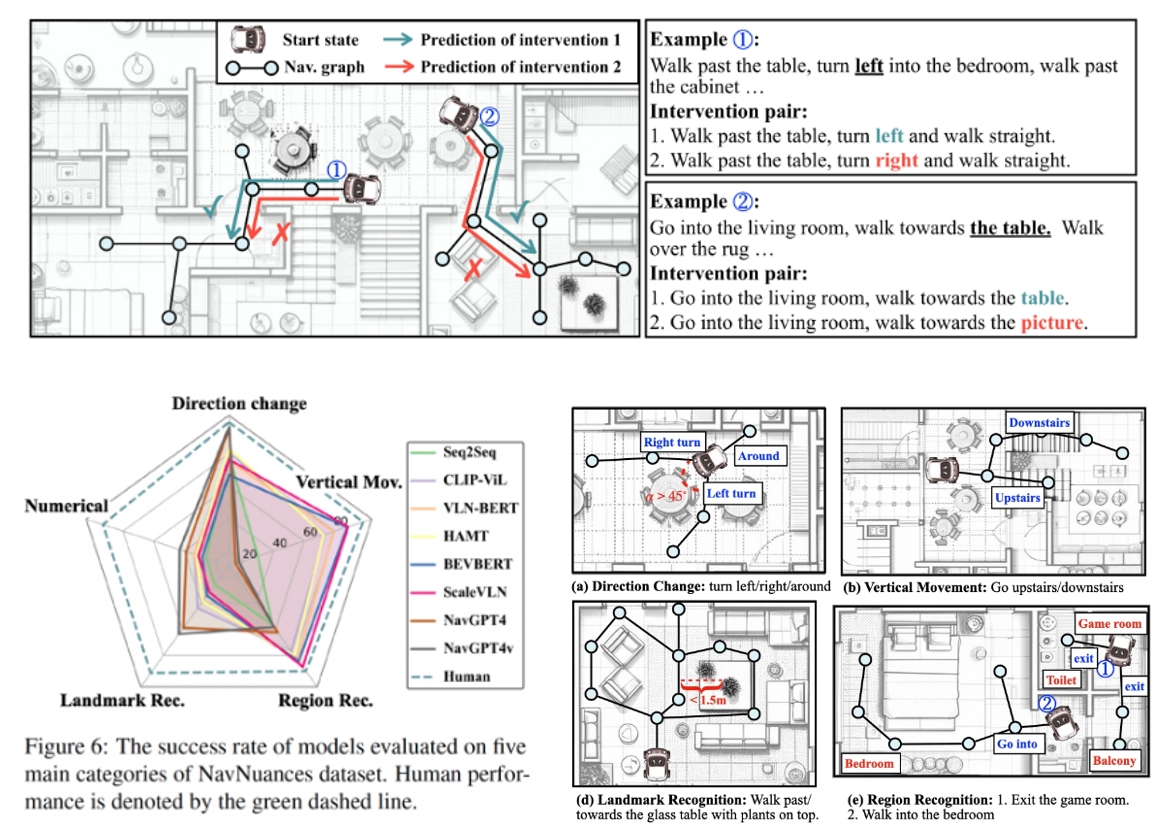 Start state
Prediction of intervention 1
Nav. graph
Prediction of intervention 2
①
②
Example ①:
Walk past the table, turn left into the bedroom, walk past
the cabinet …
Intervention pair:
1. Walk past the table, turn left and walk straight.
2. Walk past the table, turn right and walk straight.
Example ②:
Go into the living room, walk towards the table. Walk
over the rug …
Intervention pair:
1. Go into the living room, walk towards the table.
2. Go into the living room, walk towards the picture.
Direction change
Vertical Mov.
Numerical
20
40
60
80
Landmark Rec.
Region Rec.
Seq2Seq
CLIP-ViL
VLN-BERT
HAMT
BEVBERT
ScaleVLN
NavGPT4
NavGPT4v
Human
Figure 6: The success rate of models evaluated on five
main categories of NavNuances dataset. Human perfor-
mance is denoted by the green dashed line.
Right turn
Around
α > 45°
Left turn
(a) Direction Change: turn left/right/around
Downstairs
Upstairs
(b) Vertical Movement: Go upstairs/downstairs
< 1.5m
(d) Landmark Recognition: Walk past/
towards the glass table with plants on top.
Game room
exit
①
Toilet
exit
②
Go into
Bedroom
Balcony
(e) Region Recognition: 1. Exit the game room.
2. Walk into the bedroom